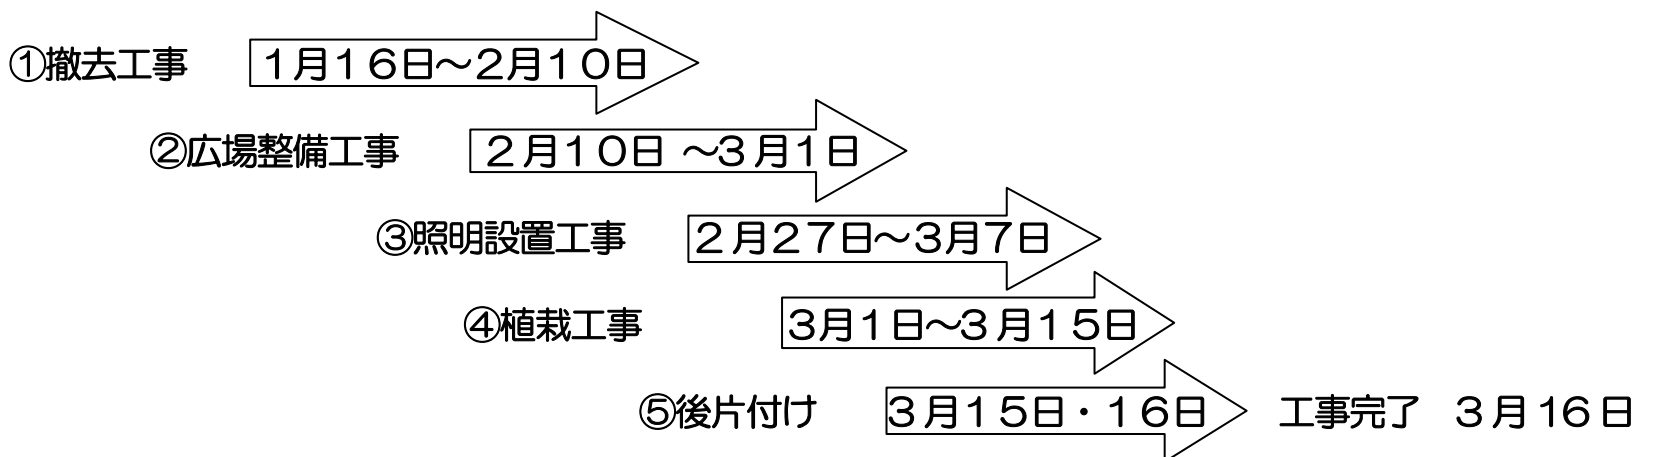 ①撤去工事 １月１６日～２月１０日
②広場整備工事 ２月１０日 ～３月１日
③照明設置工事 ２月２７日～３月７日
④植栽工事 ３月１日～３月１５日
⑤後片付け ３月１５日・１６日 工事完了 ３月16日